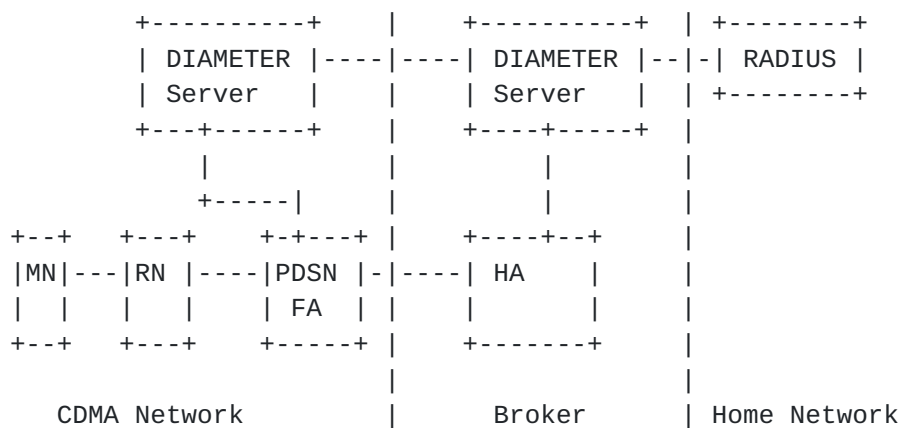 DIAMETER DIAMETER RADIUS
Server Server
MN RN PDSN HA
FA
CDMA Network Broker Home Network